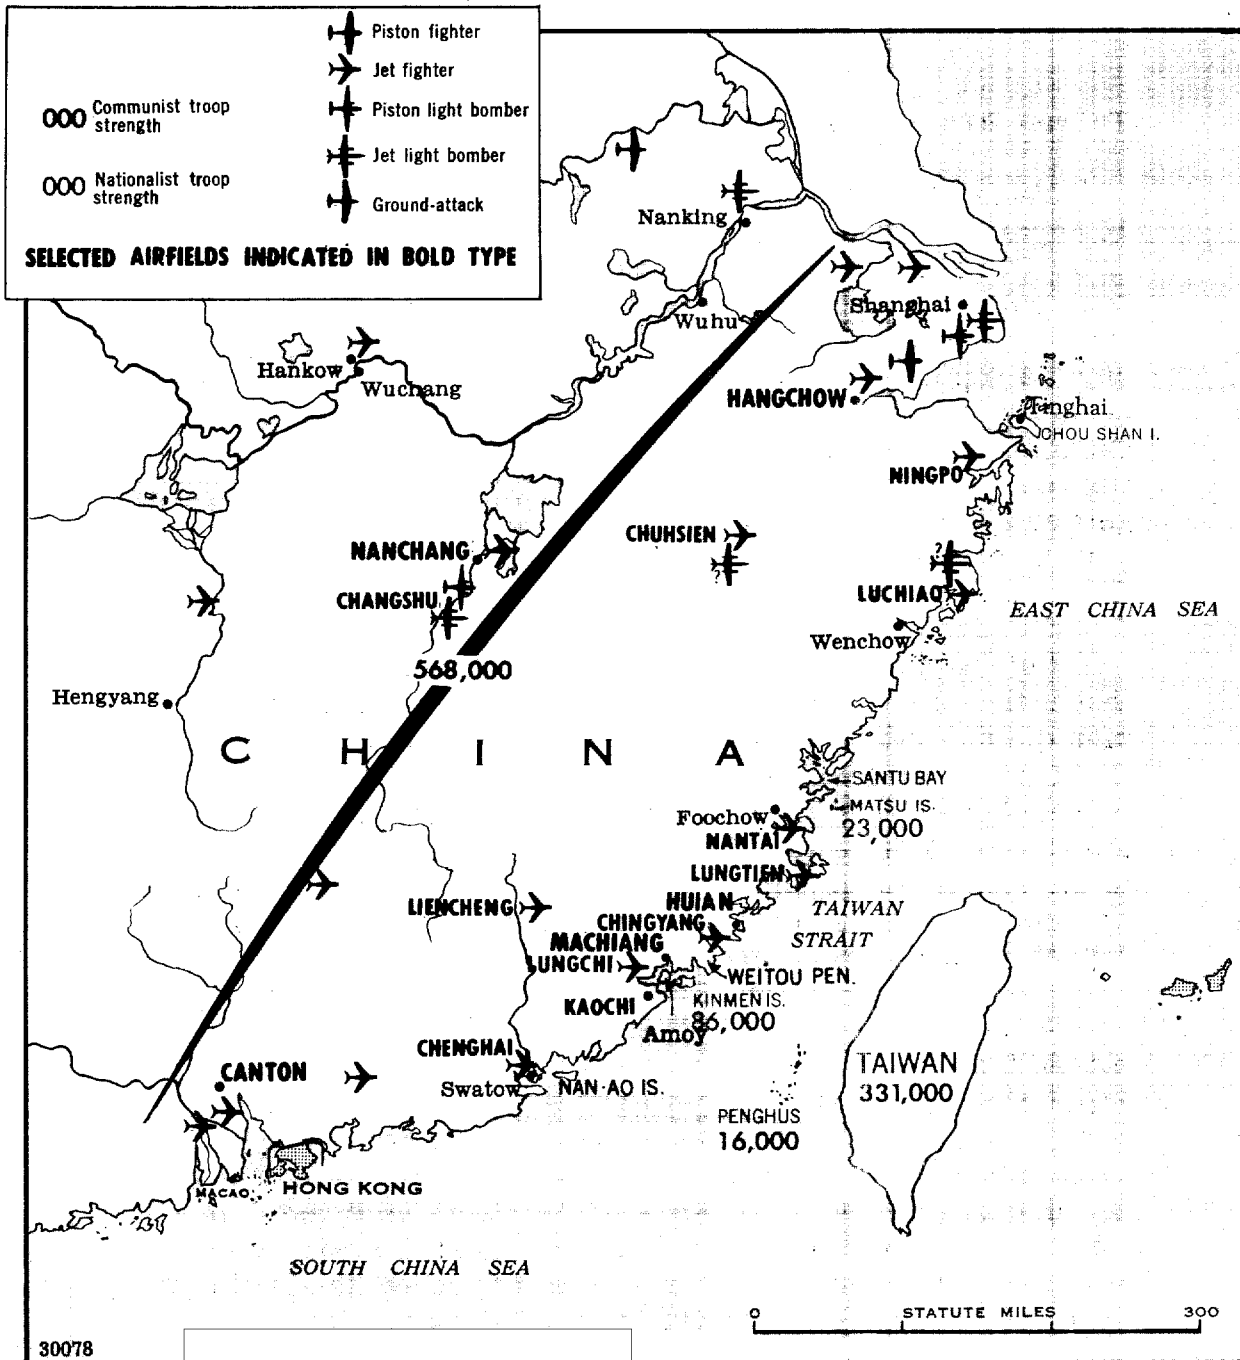 Piston fighter
Jet fighter
000 Communist troop
strength
Piston light bomber
Jet light bomber
000 Nationalist troop
strength
Ground-attack
SELECTED AIRFIELDS INDICATED IN BOLD TYPE
Nanking
Wuhu
Shanghai
Hankow
Wuchang
HANGCHOW
Tinghai
CHOU SHAN I.
NINGPO
CHUHSIEN
?
?
NANCHANG
CHANGSHU
LUCHIAO
EAST CHINA SEA
Wenchow
568,000
Hengyang
CHINA
SANTU BAY
MATSU IS.
23,000
Foochow
NANTAI
LUNGTIEN
HUIAN
LIENCHENG
CHINGYANG
TAIWAN
STRAIT
MACHIANG
LUNGCHI
WEITOU PEN.
KAOCHI
KINMEN IS.
86,000
Amoy
CHENGHAI
CANTON
Swatow
NAN-AO IS.
TAIWAN
331,000
PENGHUS
16,000
MACAO
HONG KONG
SOUTH CHINA SEA
0 STATUTE MILES 300
30078